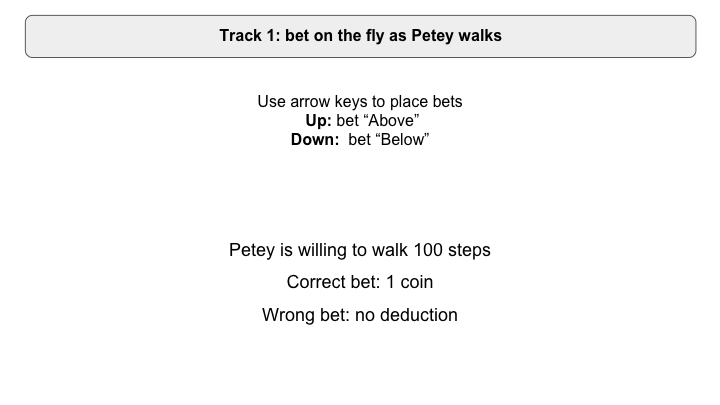 Track 1: bet on the fly as Petey walks
Use arrow keys to place bets
Up: bet “Above”
Down:  bet “Below”
Petey is willing to walk 100 steps
Correct bet: 1 coin
Wrong bet: no deduction